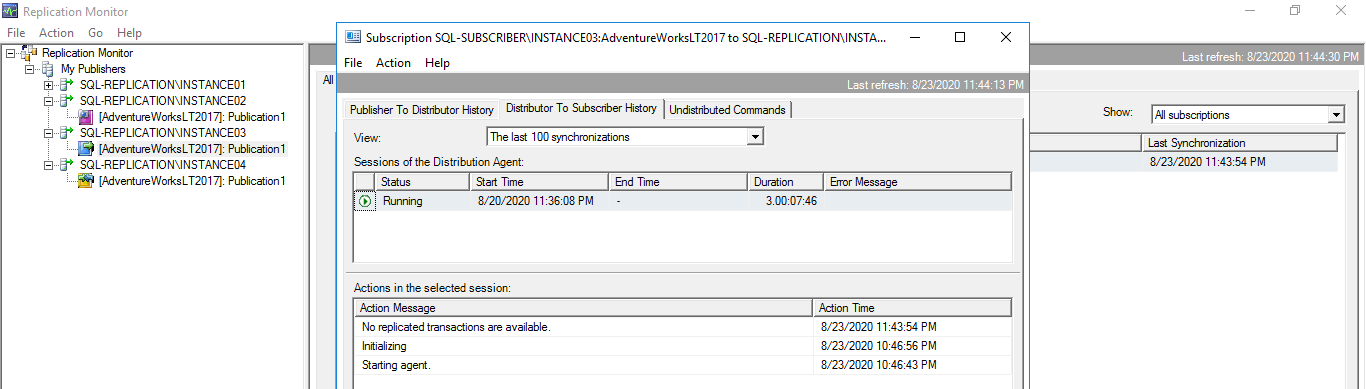 Replication Monitor
File Action Go Help
Replication Monitor
My Publishers
SQL-REPLICATION\INSTANCE01
SQL-REPLICATION\INSTANCE02
[AdventureWorksLT2017]: Publication1
SQL-REPLICATION\INSTANCE03
[AdventureWorksLT2017]: Publication1
SQL-REPLICATION\INSTANCE04
[AdventureWorksLT2017]: Publication1
All
Subscription SQL-SUBSCRIBER\INSTANCE03:AdventureWorksLT2017 to SQL-REPLICATION\INSTA...
File Action Help
Last refresh: 8/23/2020 11:44:13 PM
Publisher To Distributor History Distributor To Subscriber History Undistributed Commands
View: The last 100 synchronizations
Sessions of the Distribution Agent:
Status Start Time End Time Duration Error Message
Running 8/20/2020 11:36:08 PM - 3.00:07:46
Actions in the selected session:
Action Message Action Time
No replicated transactions are available. 8/23/2020 11:43:54 PM
Initializing 8/23/2020 10:46:56 PM
Starting agent. 8/23/2020 10:46:43 PM
Last refresh: 8/23/2020 11:44:30 PM
Show: All subscriptions
Last Synchronization
8/23/2020 11:43:54 PM